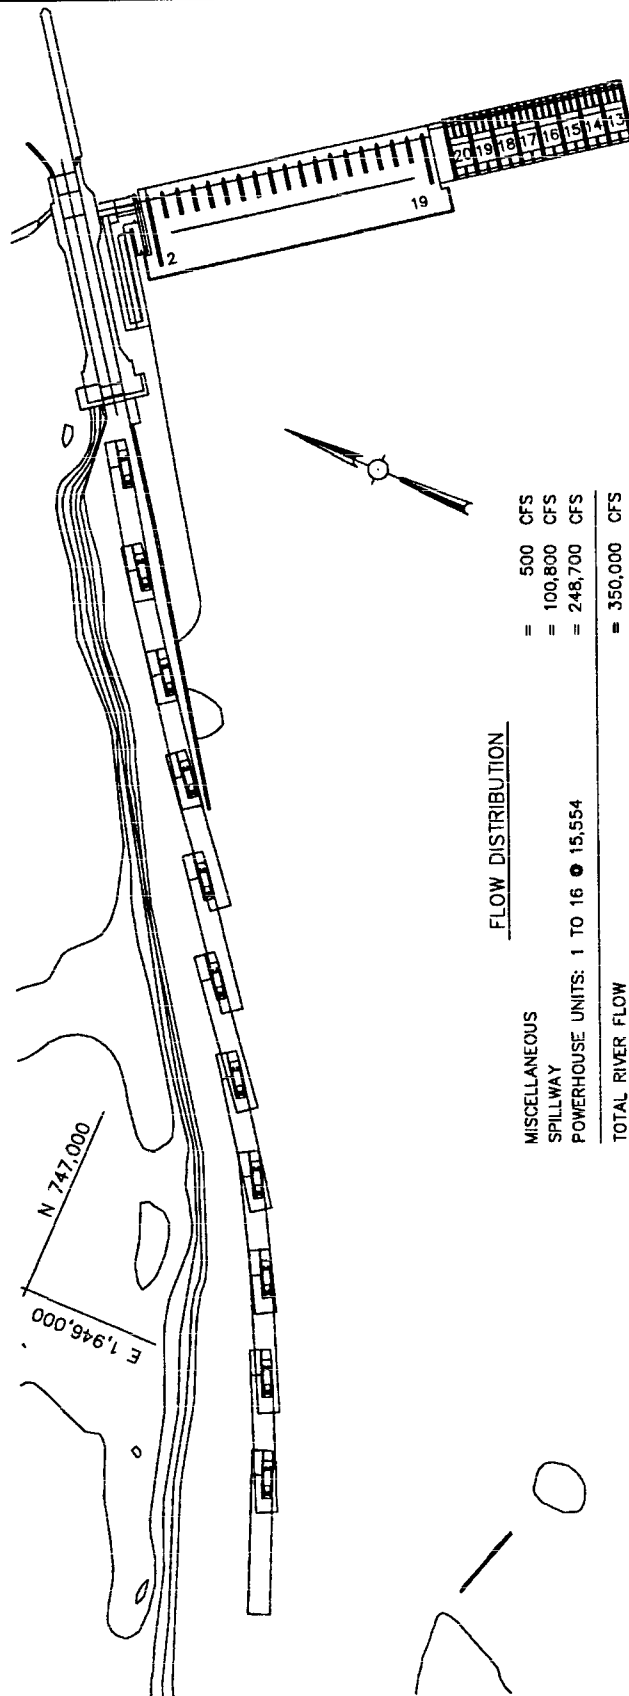 2
19
20 19 18 17 16 15 14 13
FLOW DISTRIBUTION
MISCELLANEOUS = 500 CFS
SPILLWAY = 100,800 CFS
POWERHOUSE UNITS: 1 TO 16 @ 15,554 = 248,700 CFS
TOTAL RIVER FLOW = 350,000 CFS
N 747,000
E 1,946,000